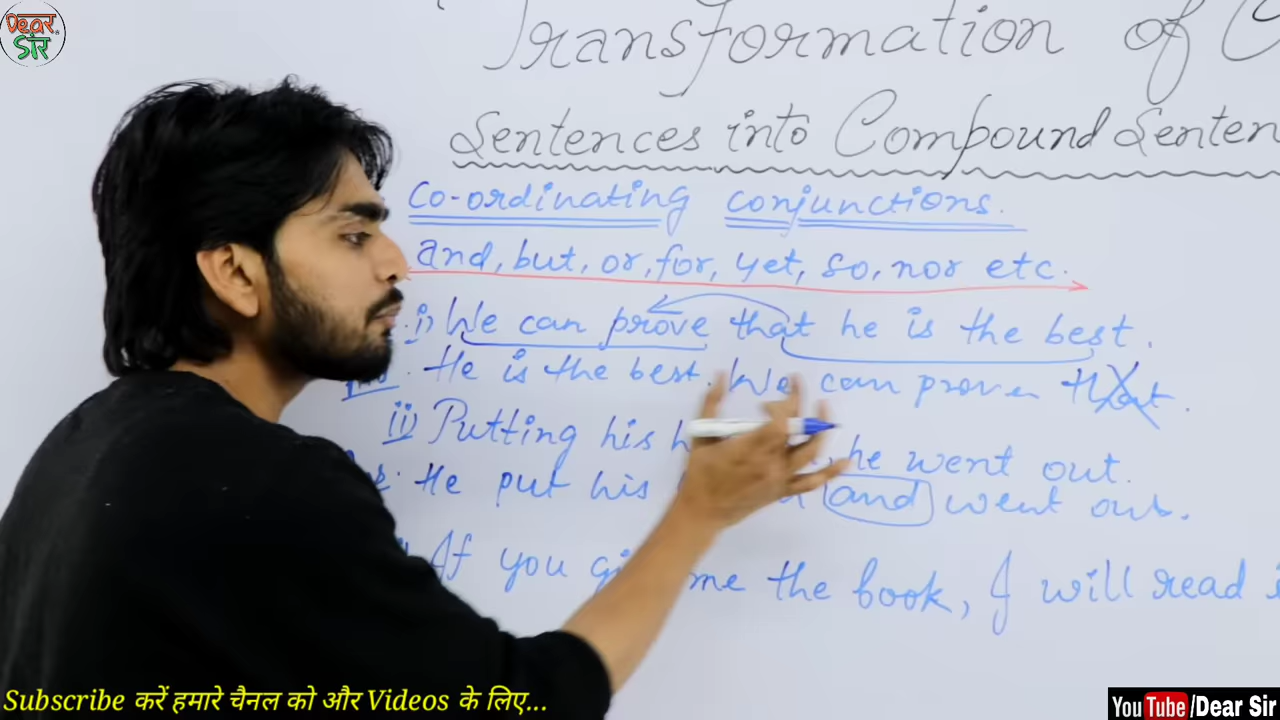 Dear
Sir
Transformation of
Sentences into Compound Senten
Co-ordinating conjunctions.
and, but, or, for, yet, so, nor etc.
i) We can prove that he is the best.
He is the best. We can proven that.
ii) Putting his he went out.
He put his and went out.
If you me the book, I will read
Subscribe करें हमारे चैनल को और Videos के लिए...
YouTube /Dear Sir